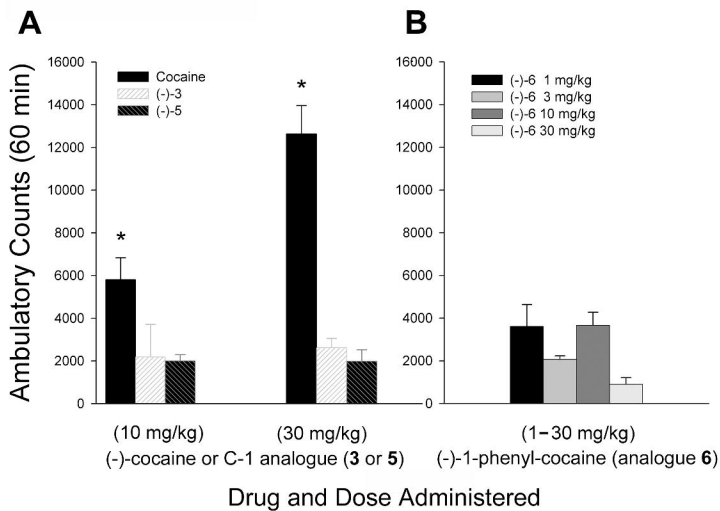 A
B
Ambulatory Counts (60 min)
16000
14000
12000
10000
8000
6000
4000
2000
0
Cocaine
(-)-3
(-)-5
*
*
(10 mg/kg)
(30 mg/kg)
(-)-cocaine or C-1 analogue (3 or 5)
16000
14000
12000
10000
8000
6000
4000
2000
0
(-)-6 1 mg/kg
(-)-6 3 mg/kg
(-)-6 10 mg/kg
(-)-6 30 mg/kg
(1–30 mg/kg)
(-)-1-phenyl-cocaine (analogue 6)
Drug and Dose Administered